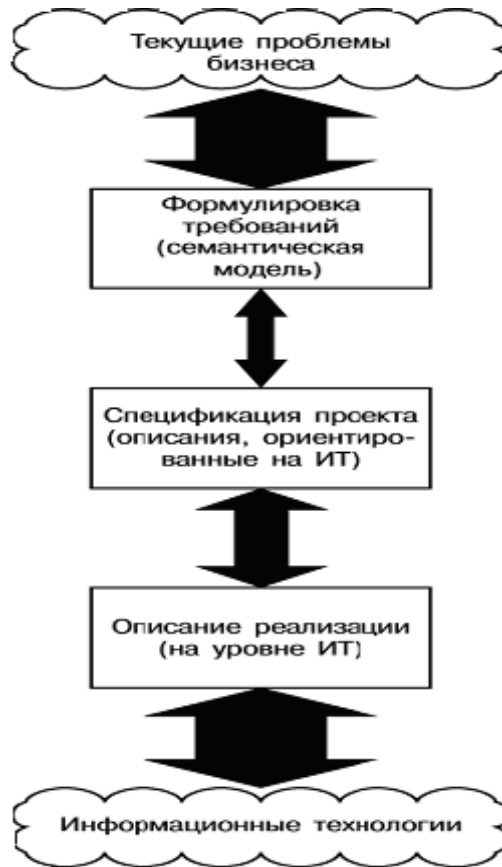 Текущие проблемы
бизнеса
Формулировка
требований
(семантическая
модель)
Спецификация проекта
(описания, ориентиро-
ванные на ИТ)
Описание реализации
(на уровне ИТ)
Информационные технологии